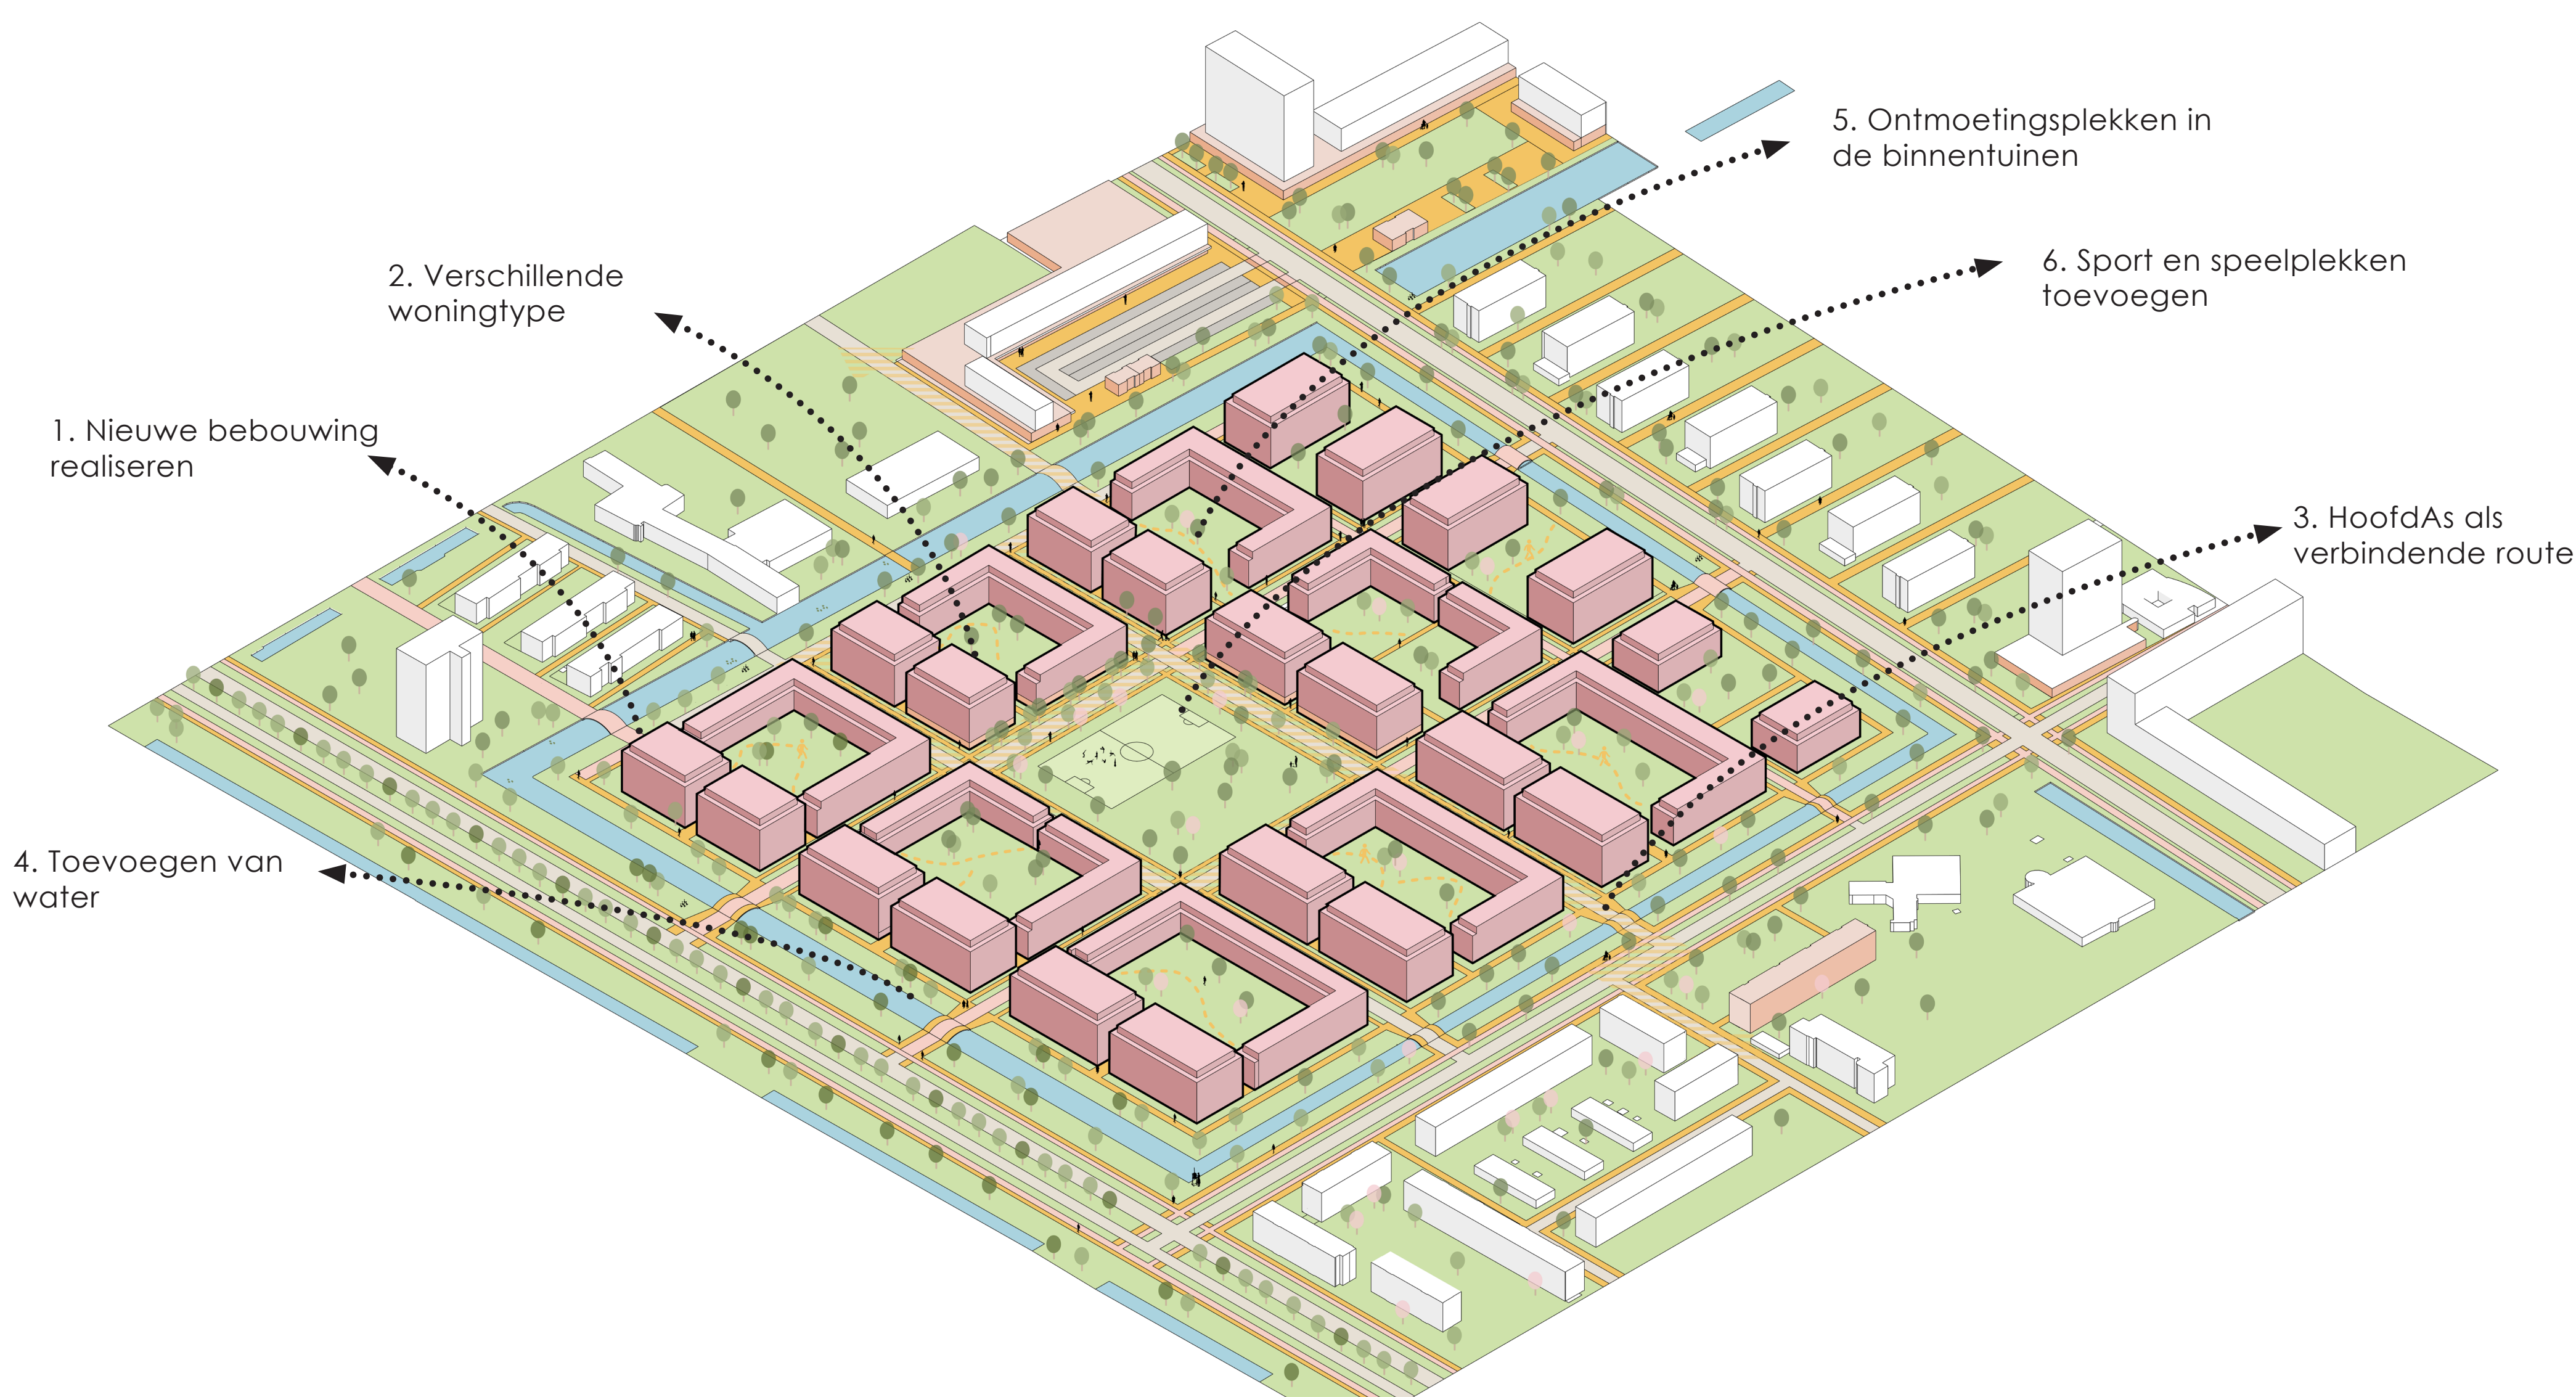 1. Nieuwe bebouwing
realiseren
2. Verschillende
woningtype
3. HoofdAs als
verbindende route
4. Toevoegen van
water
5. Ontmoetingsplekken in
de binnentuinen
6. Sport en speelplekken
toevoegen